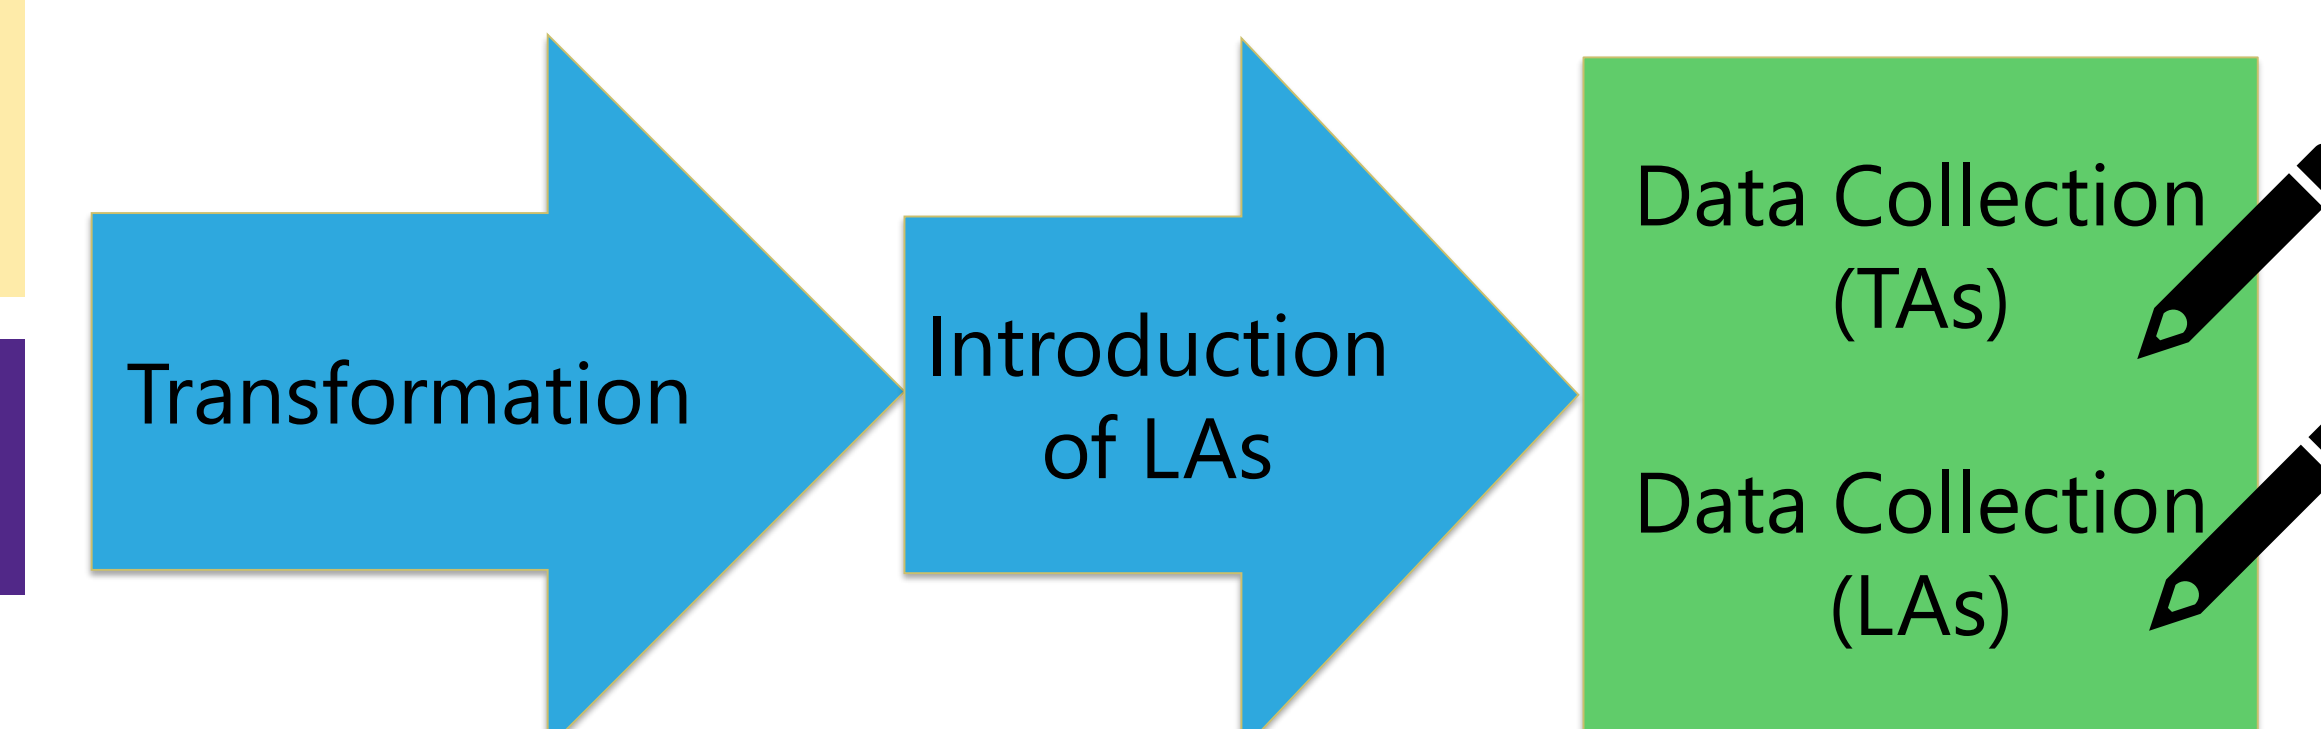 Transformation
Introduction
of LAs
Data Collection
(TAs)
Data Collection
(LAs)